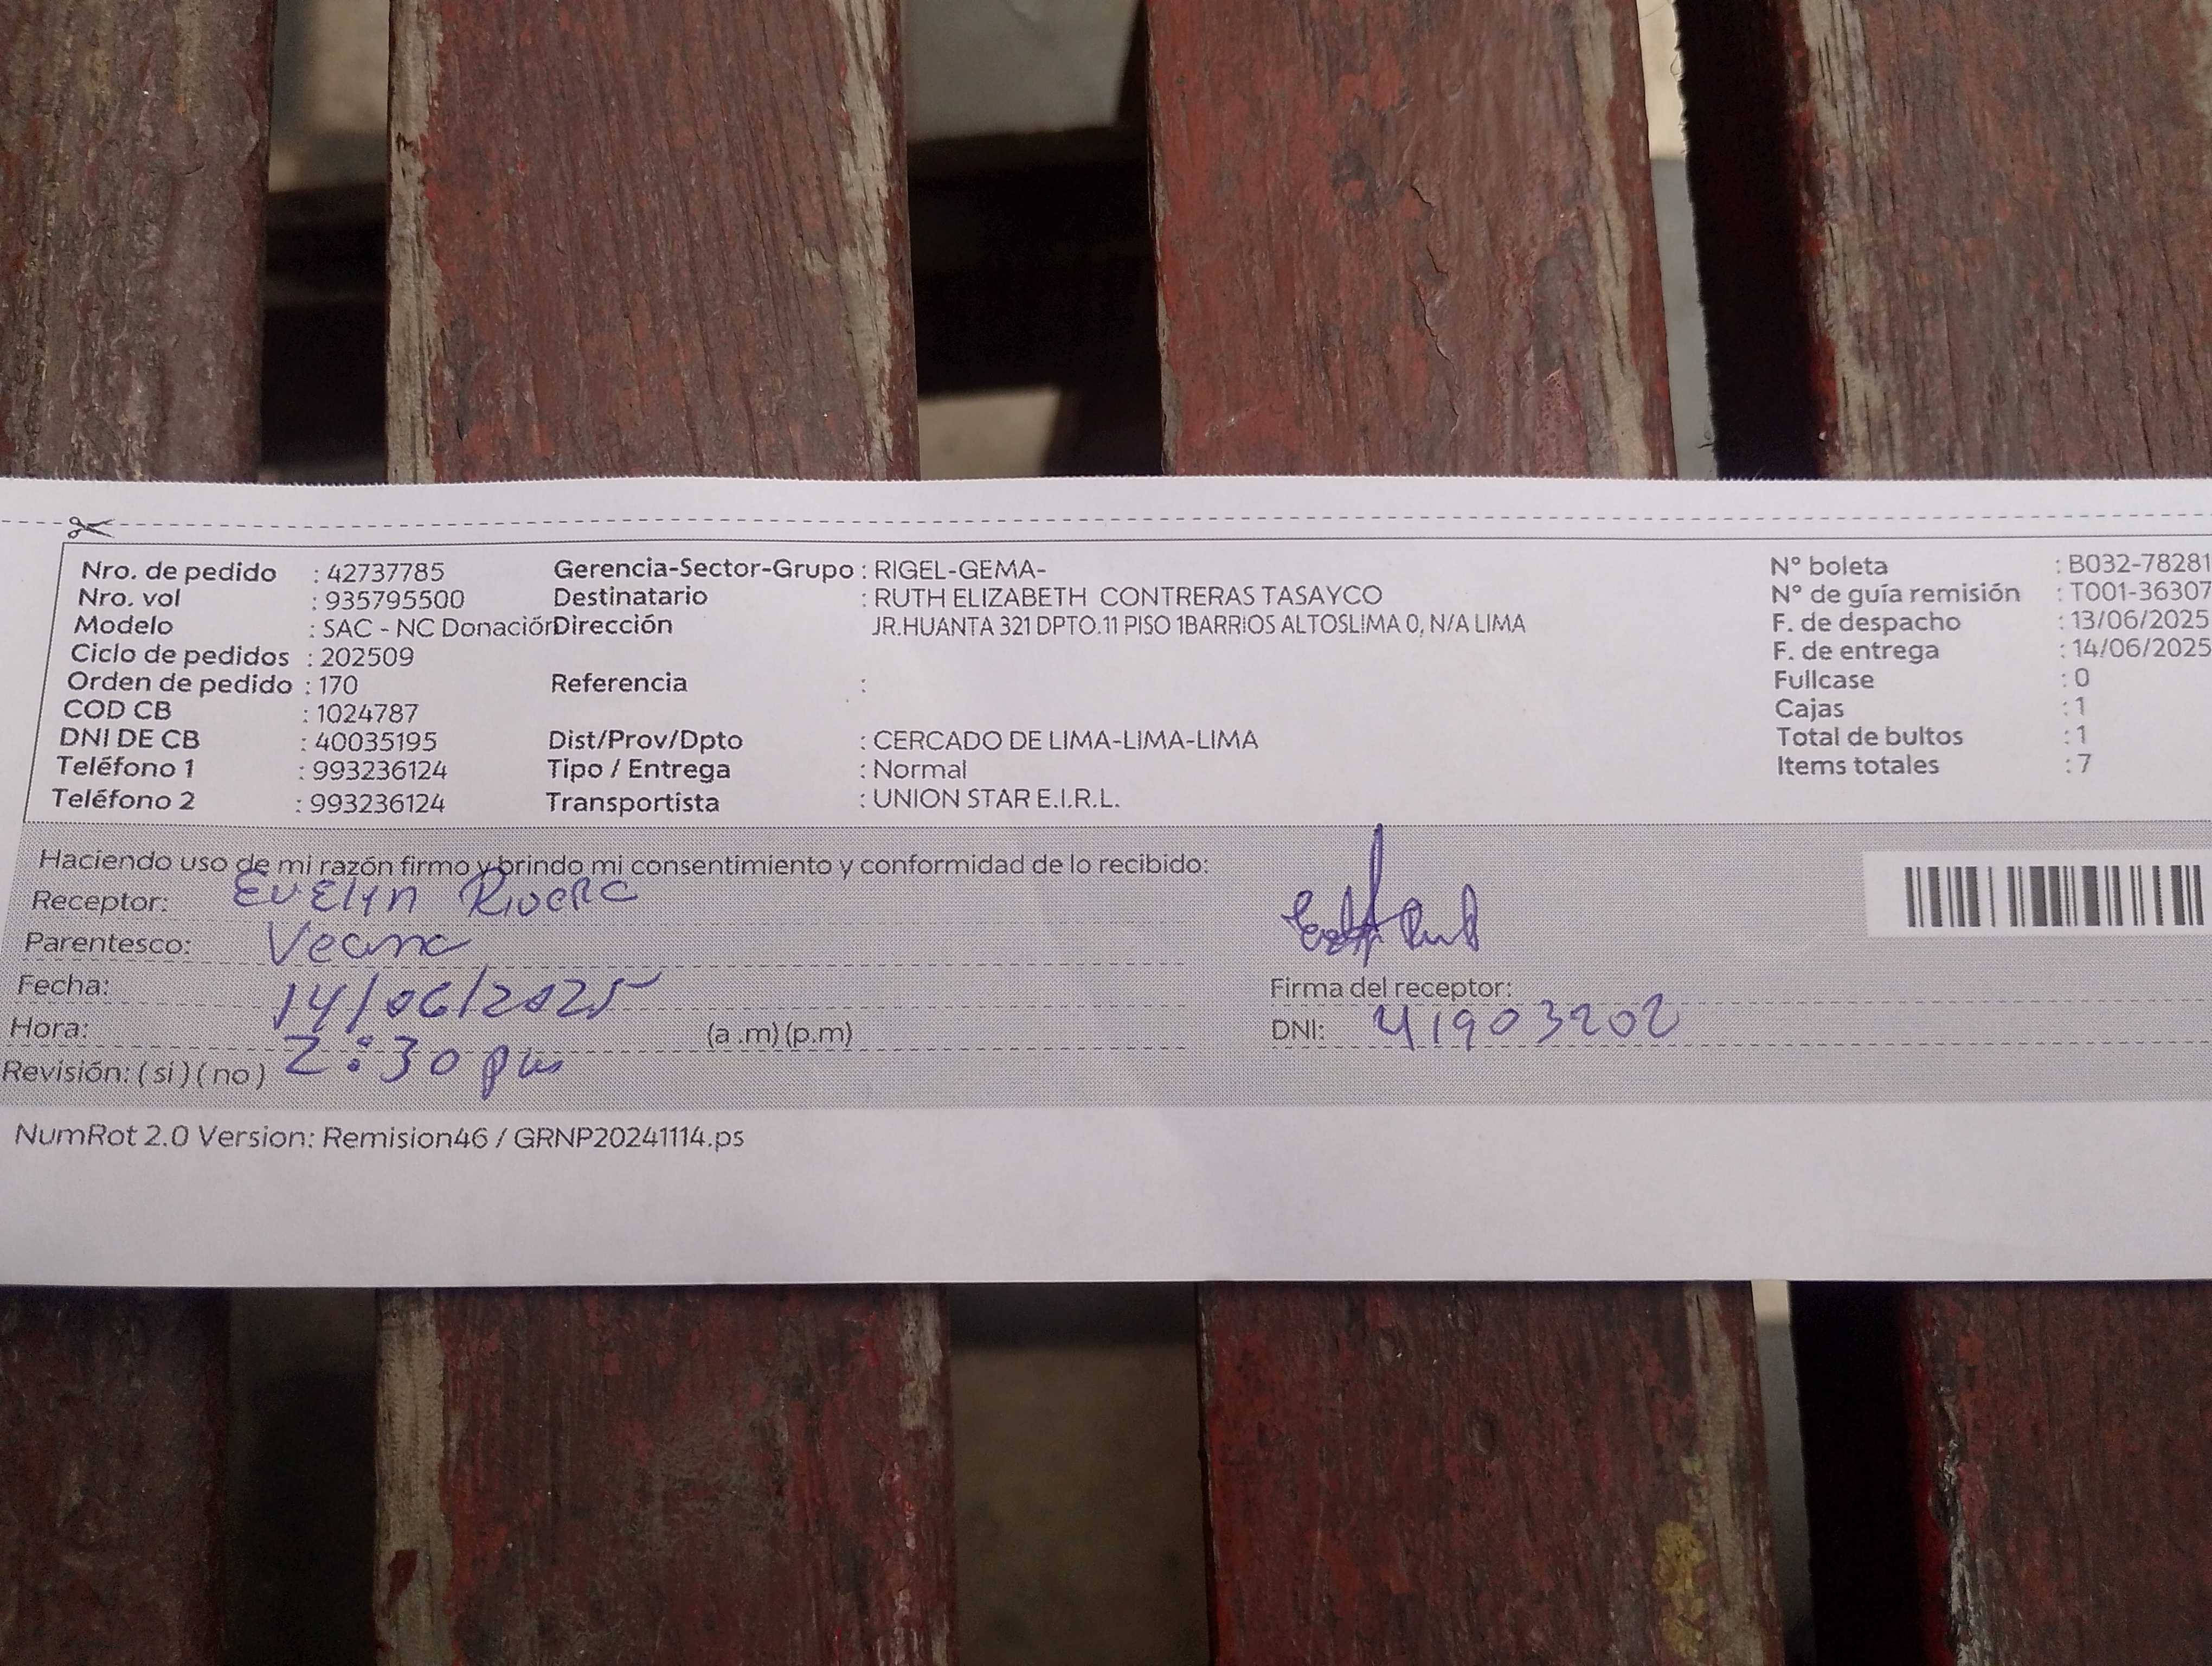 Nro. de pedido : 42737785 Gerencia-Sector-Grupo : RIGEL-GEMA- N° boleta : B032-78281
Nro. vol : 935795500 Destinatario : RUTH ELIZABETH CONTRERAS TASAYCO N° de guía remisión : T001-36307
Modelo : SAC - NC Donación Dirección JR.HUANTA 321 DPTO.11 PISO 1BARRIOS ALTOSLIMA 0, N/A LIMA F. de despacho : 13/06/2025
Ciclo de pedidos : 202509 F. de entrega : 14/06/2025
Orden de pedido : 170 Referencia : Fullcase : 0
COD CB : 1024787 Cajas : 1
DNI DE CB : 40035195 Dist/Prov/Dpto : CERCADO DE LIMA-LIMA-LIMA Total de bultos : 1
Teléfono 1 : 993236124 Tipo / Entrega : Normal Items totales : 7
Teléfono 2 : 993236124 Transportista : UNION STAR E.I.R.L.
Haciendo uso de mi razón firmo y brindo mi consentimiento y conformidad de lo recibido:
Receptor: Evelyn Rivera
Parentesco: Vecina
Fecha: 14/06/2025 Firma del receptor:
Hora: 2:30 pm (a .m) (p.m) DNI: 41903202
Revisión: ( si ) ( no )
NumRot 2.0 Version: Remision46 / GRNP20241114.ps